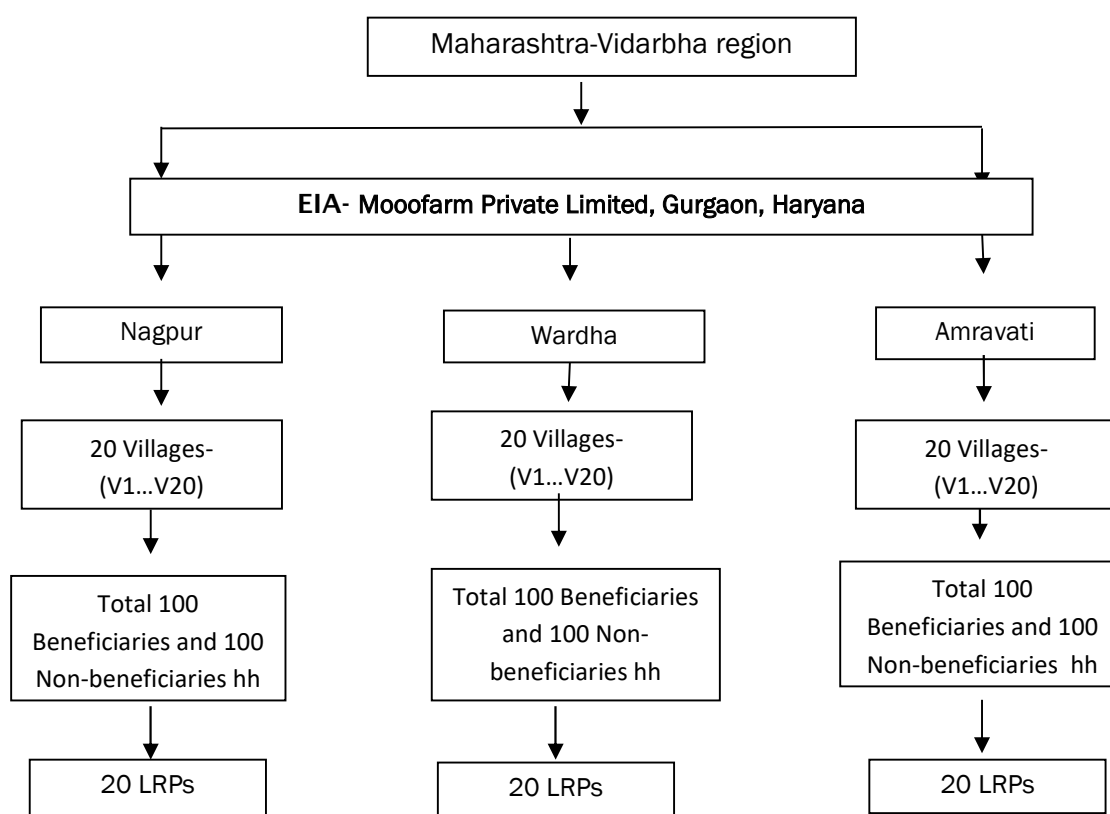 Maharashtra-Vidarbha region
EIA- Mooofarm Private Limited, Gurgaon, Haryana
Nagpur
Wardha
Amravati
20 Villages-
(V1...V20)
20 Villages-
(V1...V20)
20 Villages-
(V1...V20)
Total 100
Beneficiaries and 100
Non-beneficiaries hh
Total 100 Beneficiaries
and 100 Non-
beneficiaries hh
Total 100
Beneficiaries and 100
Non-beneficiaries hh
20 LRPs
20 LRPs
20 LRPs